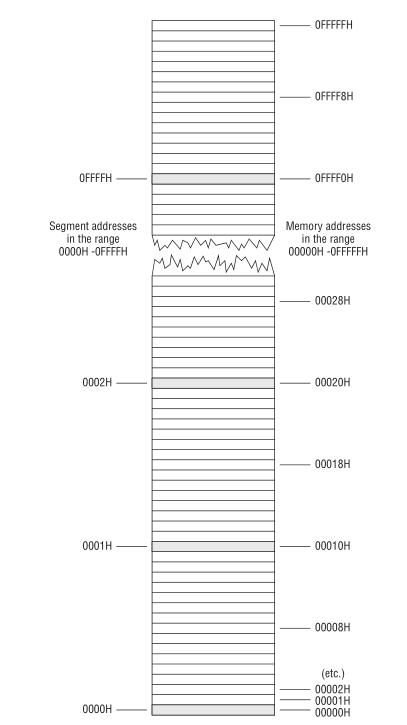 0FFFFFH
0FFFF8H
0FFFFH
0FFFF0H
Segment addresses
in the range
0000H -0FFFFH
Memory addresses
in the range
00000H -0FFFFFH
00028H
0002H
00020H
00018H
0001H
00010H
00008H
(etc.)
00002H
00001H
0000H
00000H